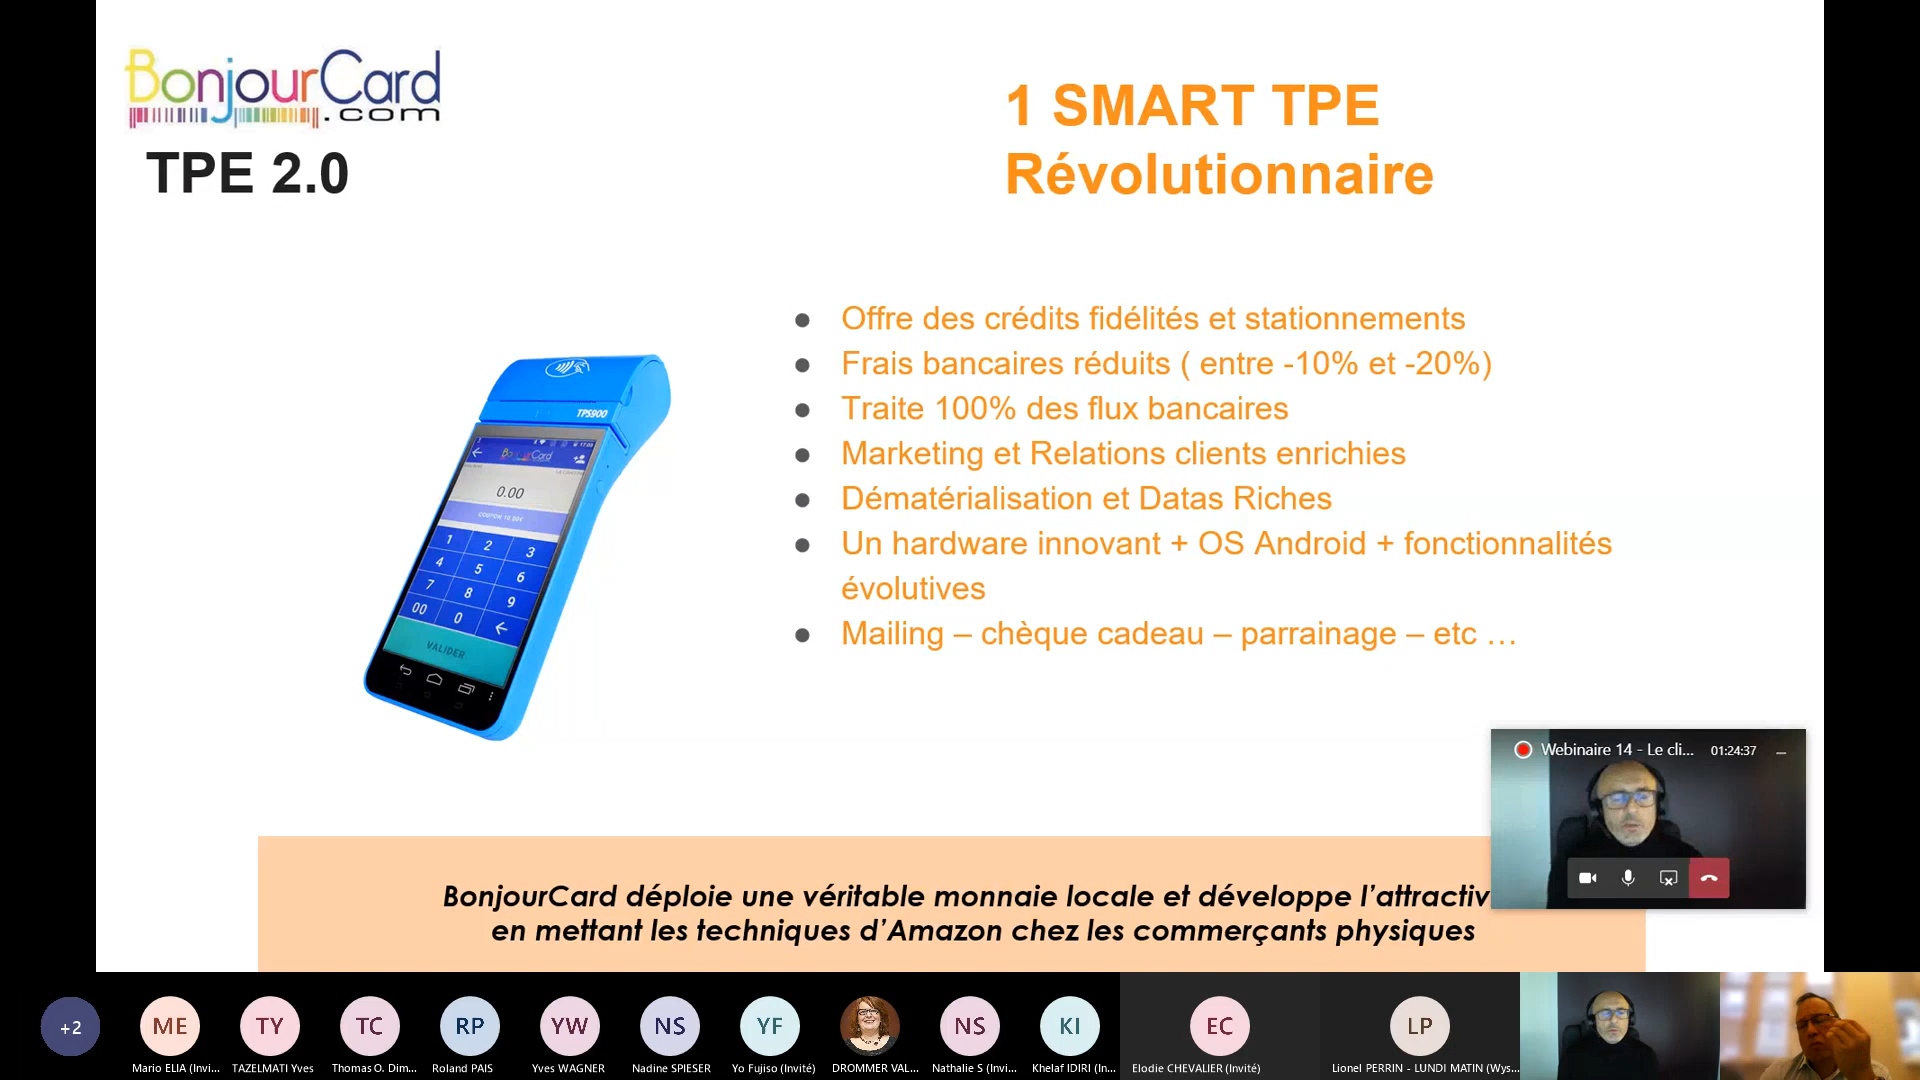 BonjourCard
.com
TPE 2.0
1 SMART TPE
Révolutionnaire
● Offre des crédits fidélités et stationnements
● Frais bancaires réduits ( entre -10% et -20%)
● Traite 100% des flux bancaires
● Marketing et Relations clients enrichies
● Dématérialisation et Datas Riches
● Un hardware innovant + OS Android + fonctionnalités
évolutives
● Mailing – chèque cadeau – parrainage – etc …
TPS900
BonjourCard
0.00
1 2 3
4 5 6
7 8 9
00 0
VALIDER
Webinaire 14 - Le cli... 01:24:37
BonjourCard déploie une véritable monnaie locale et développe l’attractiv
en mettant les techniques d’Amazon chez les commerçants physiques
+2 ME TY TC RP YW NS YF NS KI EC LP
Mario ELIA (Invi... TAZELMATI Yves Thomas O. Dim... Roland PAIS Yves WAGNER Nadine SPIESER Yo Fujiso (Invité) DROMMER VAL... Nathalie S (Invi... Khelaf IDIRI (In... Elodie CHEVALIER (Invité) Lionel PERRIN - LUNDI MATIN (Wys...